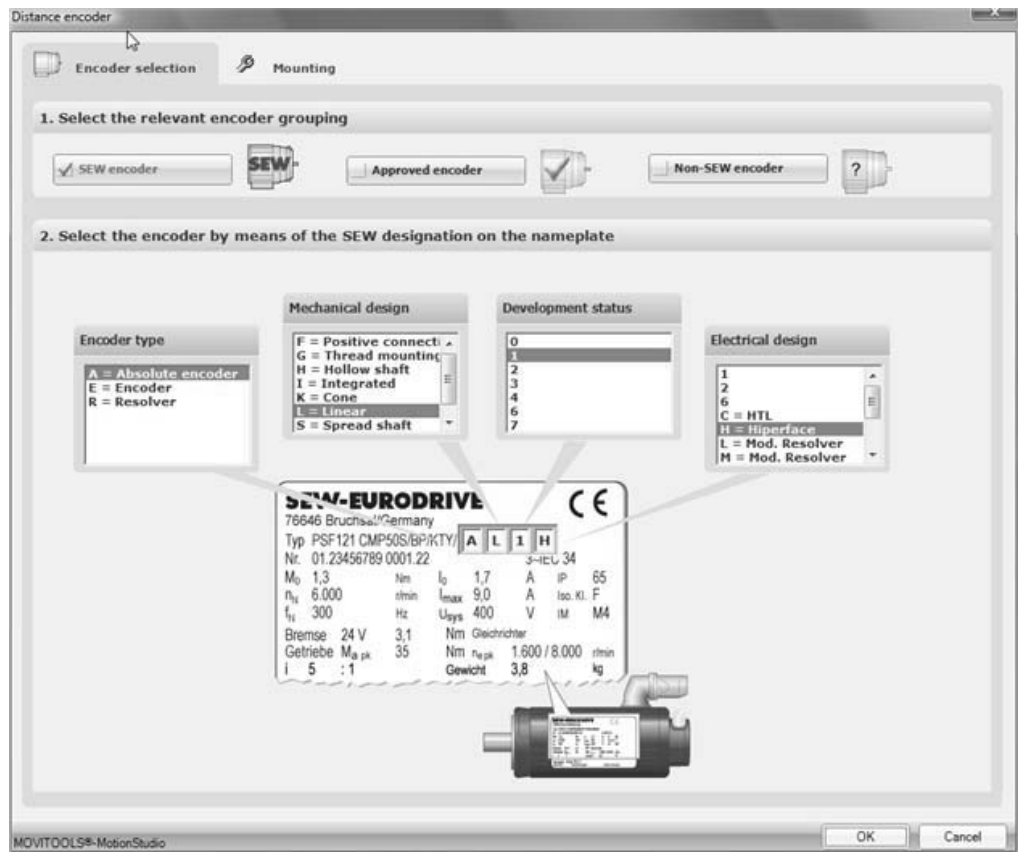 Distance encoder
Encoder selection
Mounting
1. Select the relevant encoder grouping
SEW encoder
SEW
Approved encoder
Non-SEW encoder
?
2. Select the encoder by means of the SEW designation on the nameplate
Encoder type
A = Absolute encoder
E = Encoder
R = Resolver
Mechanical design
F = Positive connecti
G = Thread mounting
H = Hollow shaft
I = Integrated
K = Cone
L = Linear
S = Spread shaft
Development status
0
1
2
3
4
6
7
Electrical design
1
2
6
C = HTL
H = Hiperface
L = Mod. Resolver
M = Mod. Resolver
SEW-EURODRIVE CE
76646 Bruchsal/Germany
Typ PSF121 CMP50S/BP/KTY/ A L 1 H
Nr. 01.23456789 0001.22 3~IEC 34
M0 1,3 Nm I0 1,7 A IP 65
nN 6.000 r/min Imax 9,0 A Iso. Kl. F
fN 300 Hz Usys 400 V IM M4
Bremse 24 V 3,1 Nm Gleichrichter
Getriebe Ma pk 35 Nm ne pk 1.600 / 8.000 r/min
i 5 :1 Gewicht 3,8 kg
MOVITOOLS®-MotionStudio
OK
Cancel